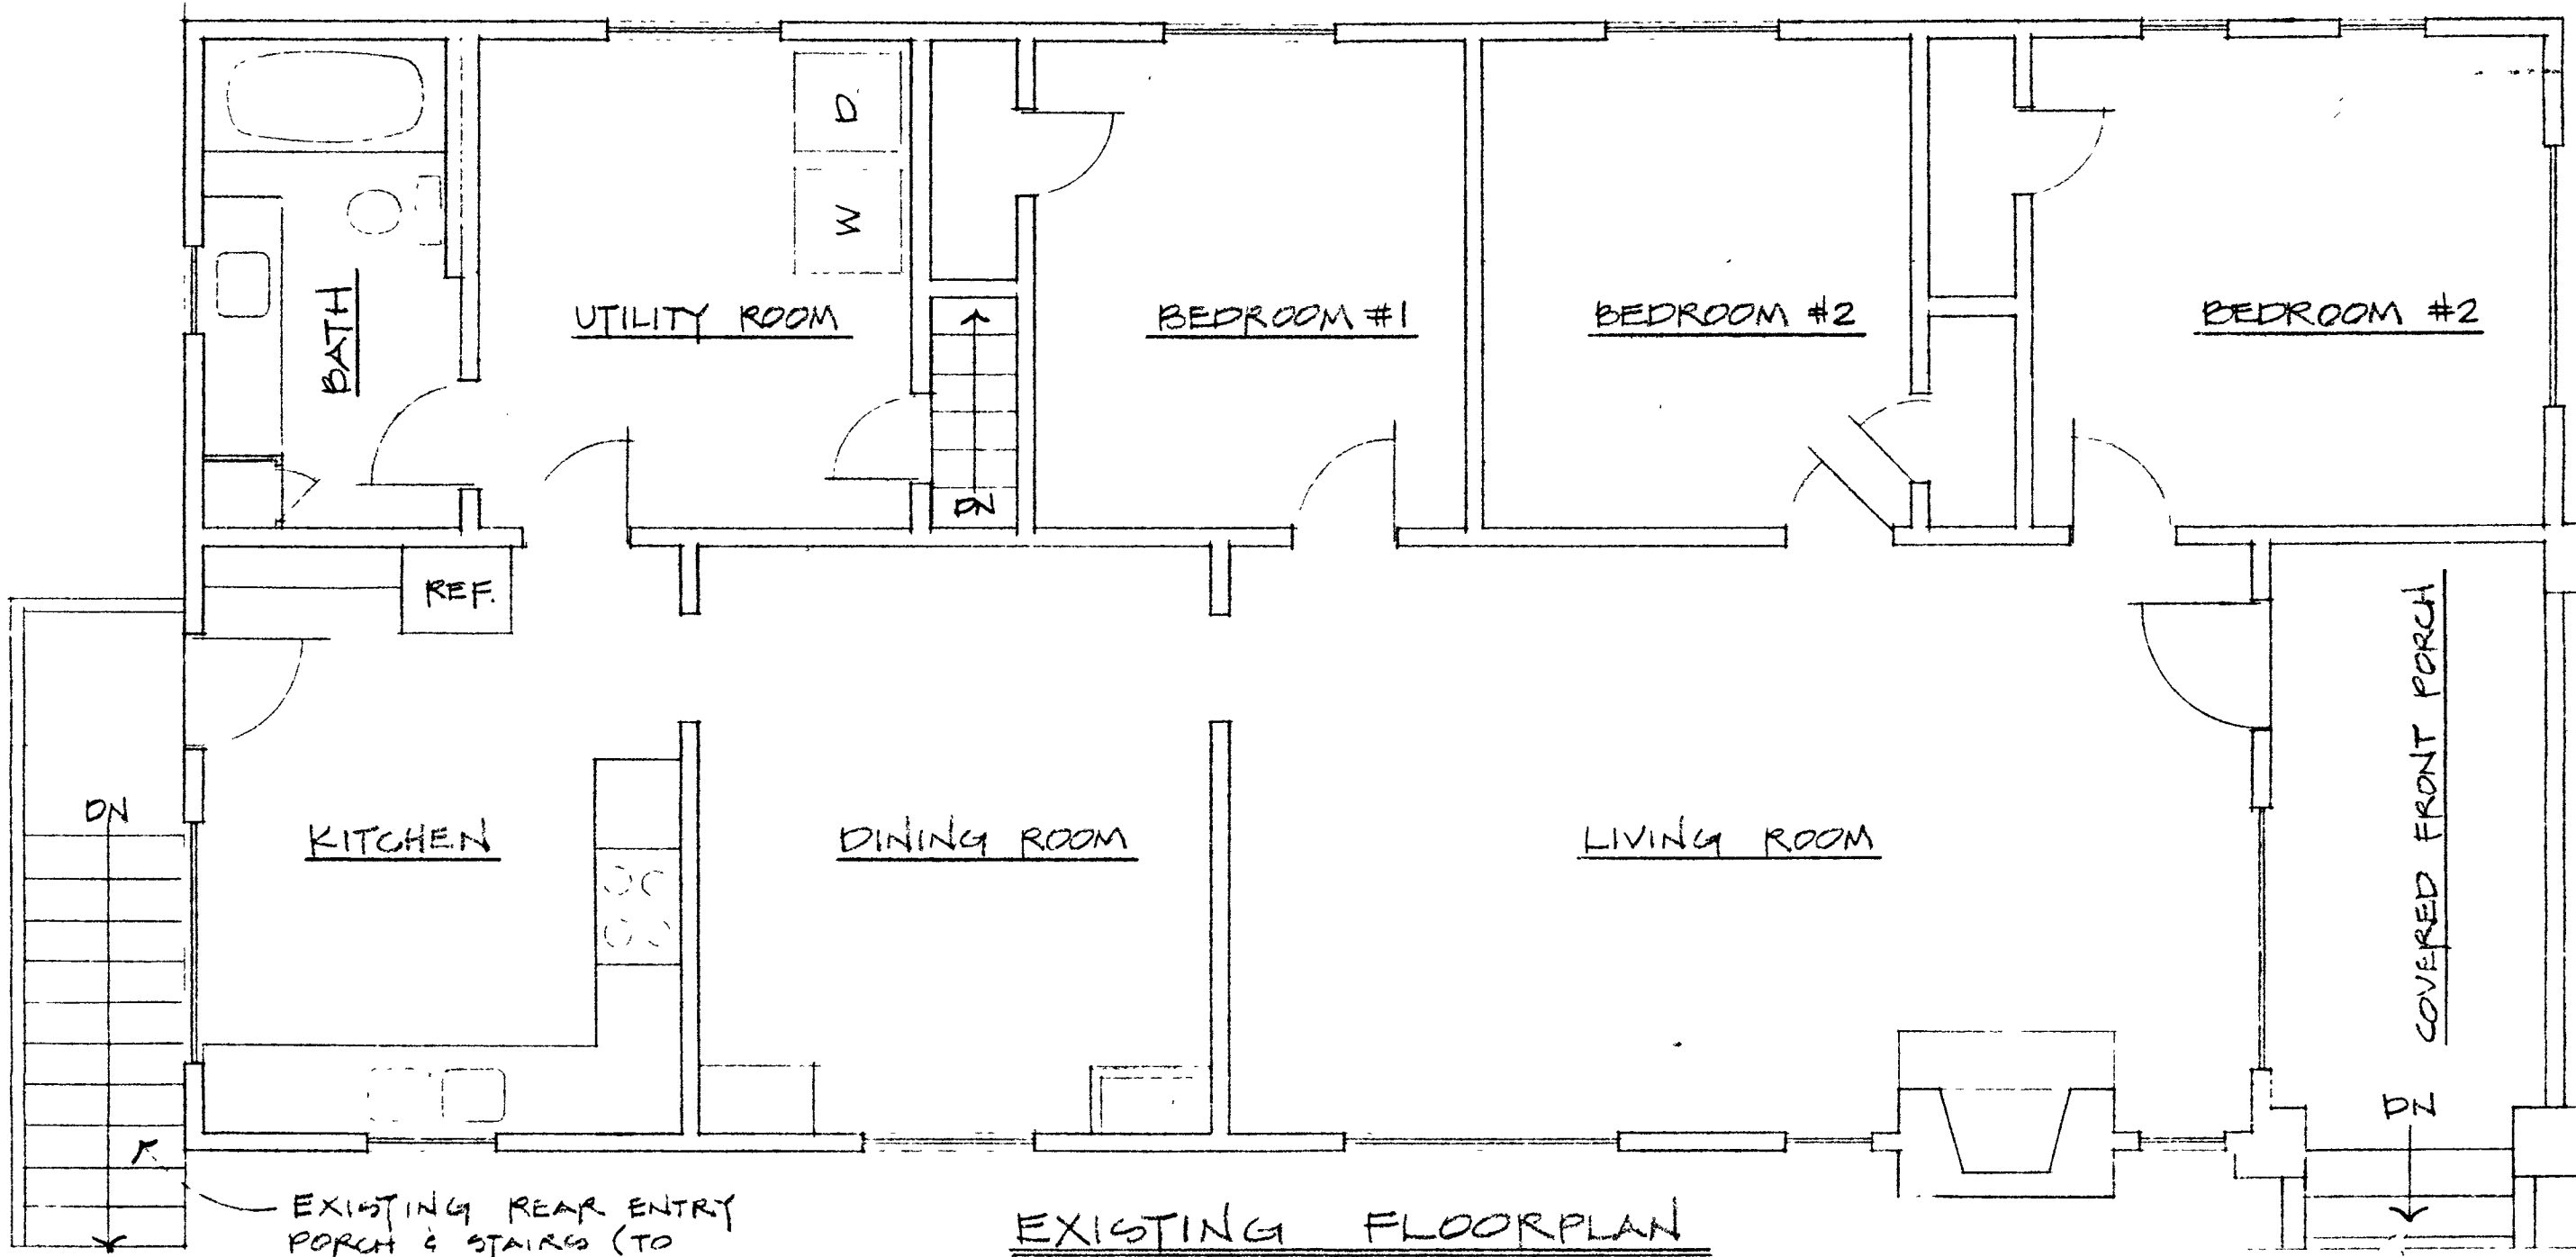 D
W
BATH
UTILITY ROOM
BEDROOM #1
BEDROOM #2
BEDROOM #2
DN
REF.
COVERED FRONT PORCH
DN
KITCHEN
DINING ROOM
LIVING ROOM
DN
EXISTING REAR ENTRY
PORCH & STAIRS (TO
EXISTING FLOORPLAN